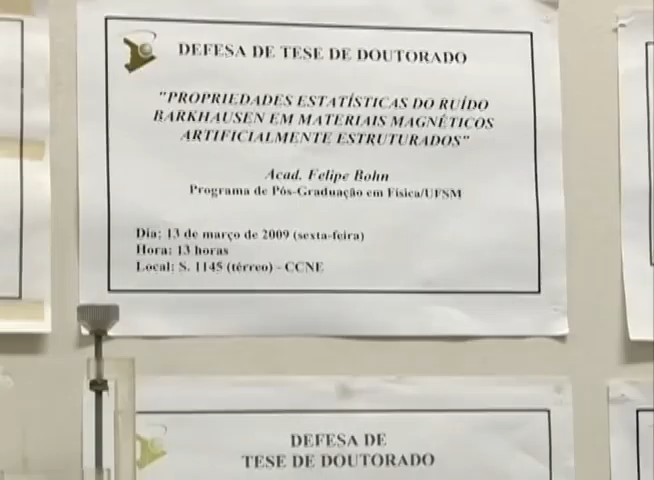 DEFESA DE TESE DE DOUTORADO
"PROPRIEDADES ESTATÍSTICAS DO RUÍDO
BARKHAUSEN EM MATERIAIS MAGNÉTICOS
ARTIFICIALMENTE ESTRUTURADOS"
Acad. Felipe Bohn
Programa de Pós-Graduação em Física/UFSM
Dia: 13 de março de 2009 (sexta-feira)
Hora: 13 horas
Local: S. 1145 (térreo) - CCNE
DEFESA DE
TESE DE DOUTORADO